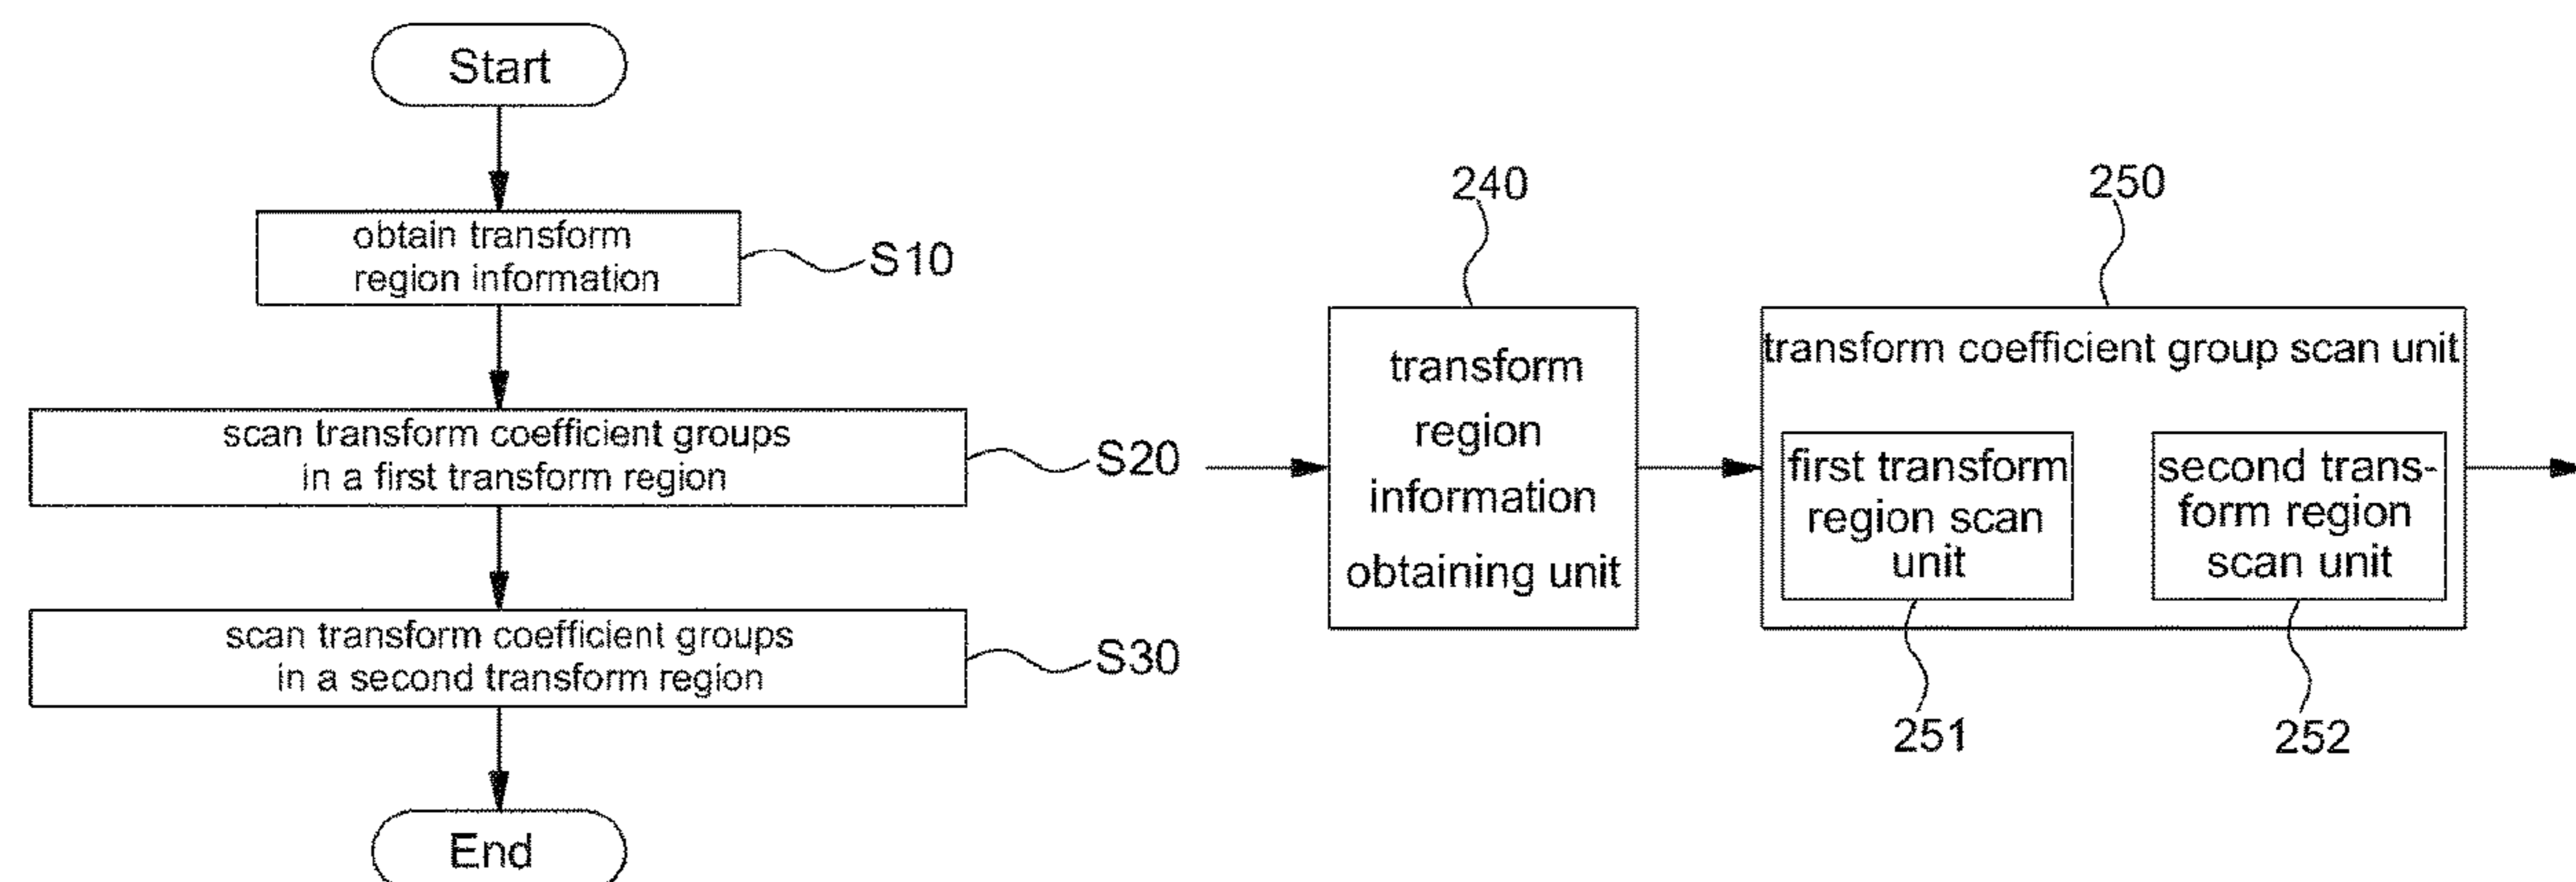 Start
obtain transform
region information
S10
scan transform coefficient groups
in a first transform region
S20
scan transform coefficient groups
in a second transform region
S30
End
240
transform
region
information
obtaining unit
250
transform coefficient group scan unit
first transform
region scan
unit
second trans-
form region
scan unit
251
252